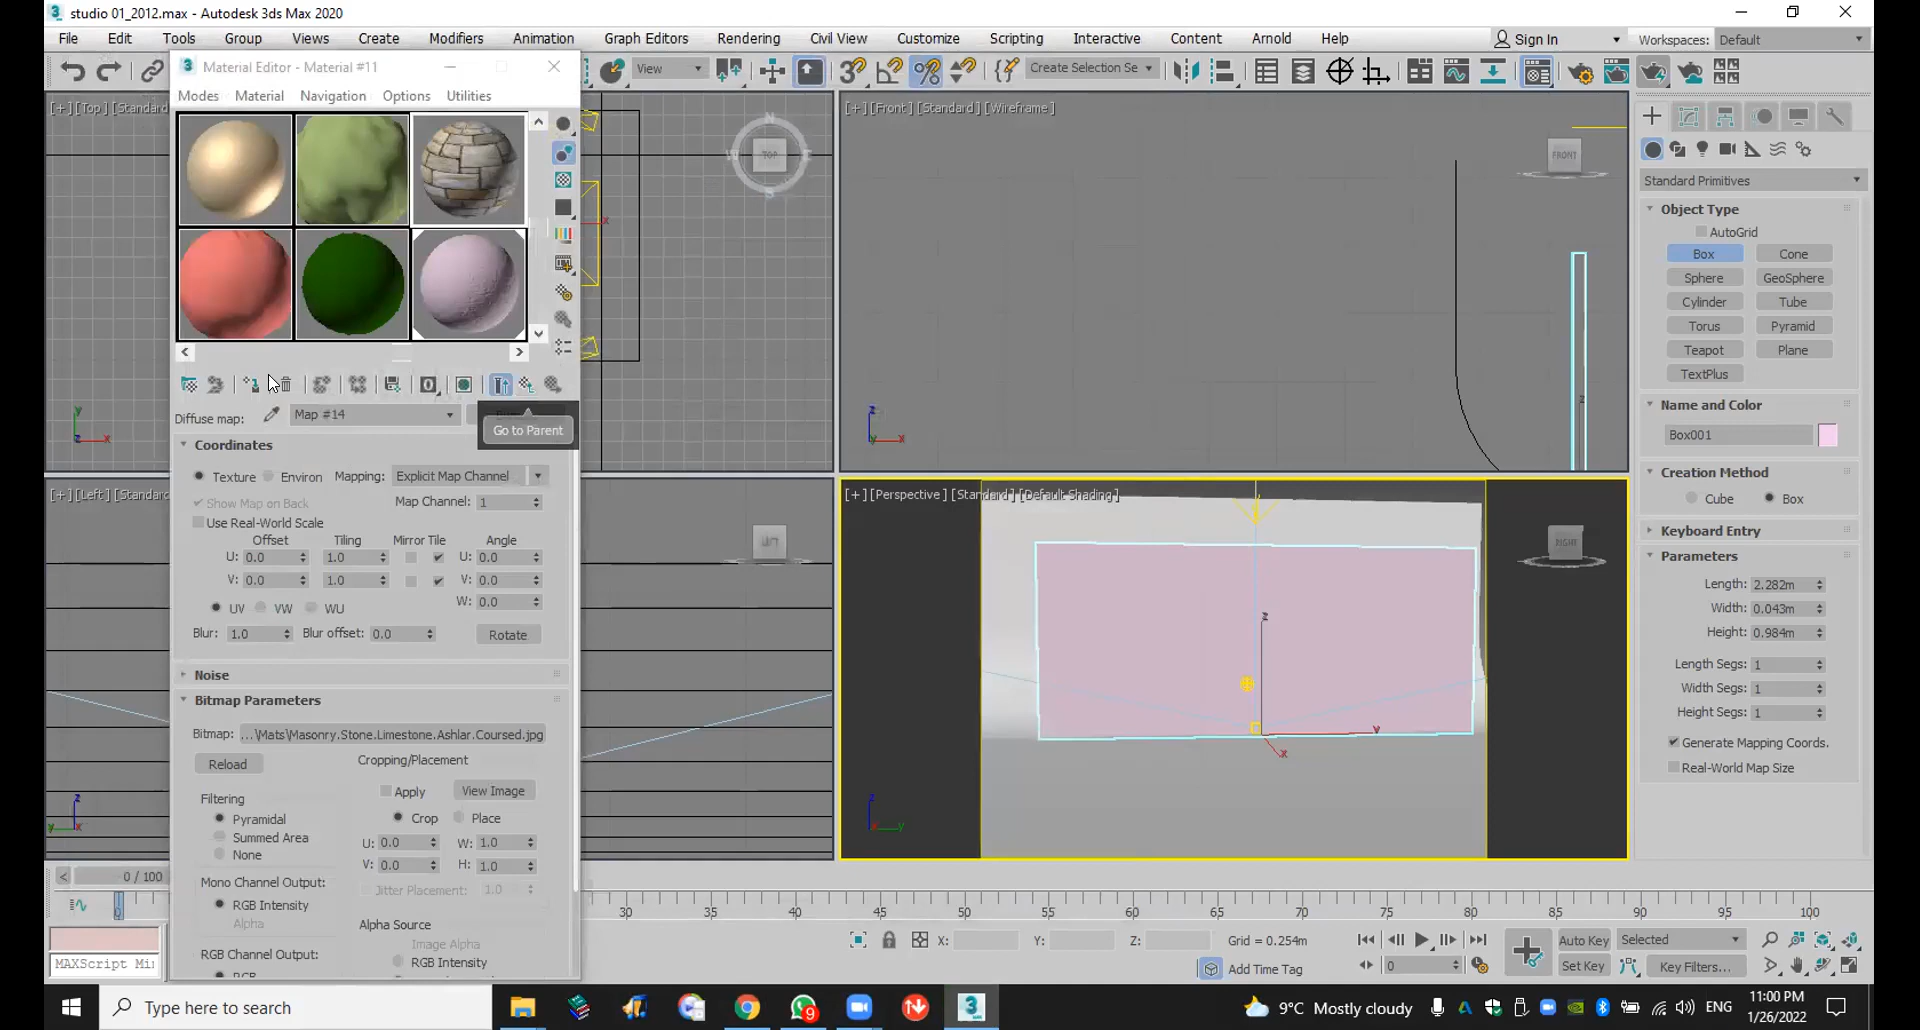 studio 01_2012.max - Autodesk 3ds Max 2020
File Edit Tools Group Views Create Modifiers Animation Graph Editors Rendering Civil View Customize Scripting Interactive Content Arnold Help Sign In Workspaces: Default
Material Editor - Material #11
View
Create Selection Se
Modes Material Navigation Options Utilities
[+] [Top] [Standard
TOP
[+] [Front] [Standard] [Wireframe]
FRONT
Diffuse map: Map #14
Go to Parent
Coordinates
Texture Environ Mapping: Explicit Map Channel
Show Map on Back Map Channel: 1
Use Real-World Scale
Offset Tiling Mirror Tile Angle
U: 0.0 1.0 U: 0.0
V: 0.0 1.0 V: 0.0
W: 0.0
UV VW WU
Blur: 1.0 Blur offset: 0.0 Rotate
Noise
Bitmap Parameters
Bitmap: ...\Mats\Masonry.Stone.Limestone.Ashlar.Coursed.jpg
Reload
Cropping/Placement
Apply View Image
Crop Place
U: 0.0 W: 1.0
V: 0.0 H: 1.0
Jitter Placement: 1.0
Filtering
Pyramidal
Summed Area
None
Mono Channel Output:
RGB Intensity
Alpha
RGB Channel Output:
Alpha Source
Image Alpha
RGB Intensity
[+] [Left] [Standard
[+] [Perspective] [Standard] [Default Shading]
RIGHT
Standard Primitives
Object Type
AutoGrid
Box Cone
Sphere GeoSphere
Cylinder Tube
Torus Pyramid
Teapot Plane
TextPlus
Name and Color
Box001
Creation Method
Cube Box
Keyboard Entry
Parameters
Length: 2.282m
Width: 0.043m
Height: 0.984m
Length Segs: 1
Width Segs: 1
Height Segs: 1
Generate Mapping Coords.
Real-World Map Size
0 / 100
0 30 35 40 45 50 55 60 65 70 75 80 85 90 95 100
MAXScript Mi
X: Y: Z: Grid = 0.254m
Add Time Tag
0
Auto Key Selected
Set Key Key Filters...
Type here to search
9
9°C Mostly cloudy
ENG
11:00 PM
1/26/2022